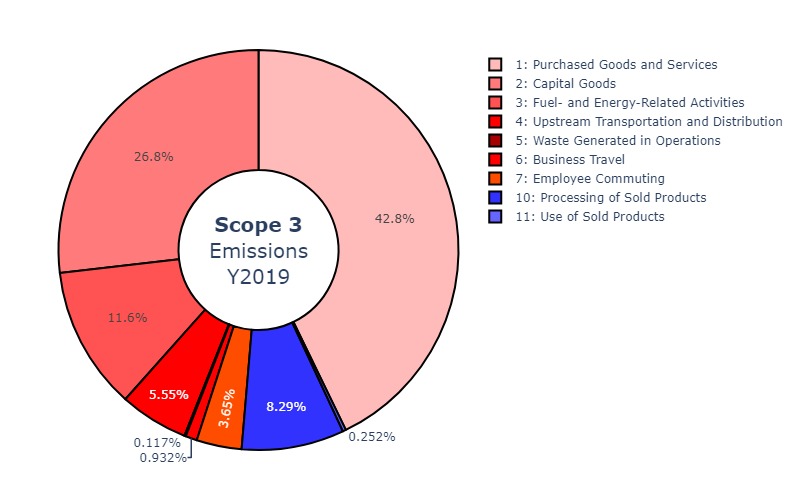 1: Purchased Goods and Services
2: Capital Goods
3: Fuel- and Energy-Related Activities
4: Upstream Transportation and Distribution
5: Waste Generated in Operations
6: Business Travel
7: Employee Commuting
10: Processing of Sold Products
11: Use of Sold Products
26.8%
42.8%
Scope 3
Emissions
Y2019
11.6%
5.55%
3.65%
8.29%
0.117%
0.932%
0.252%